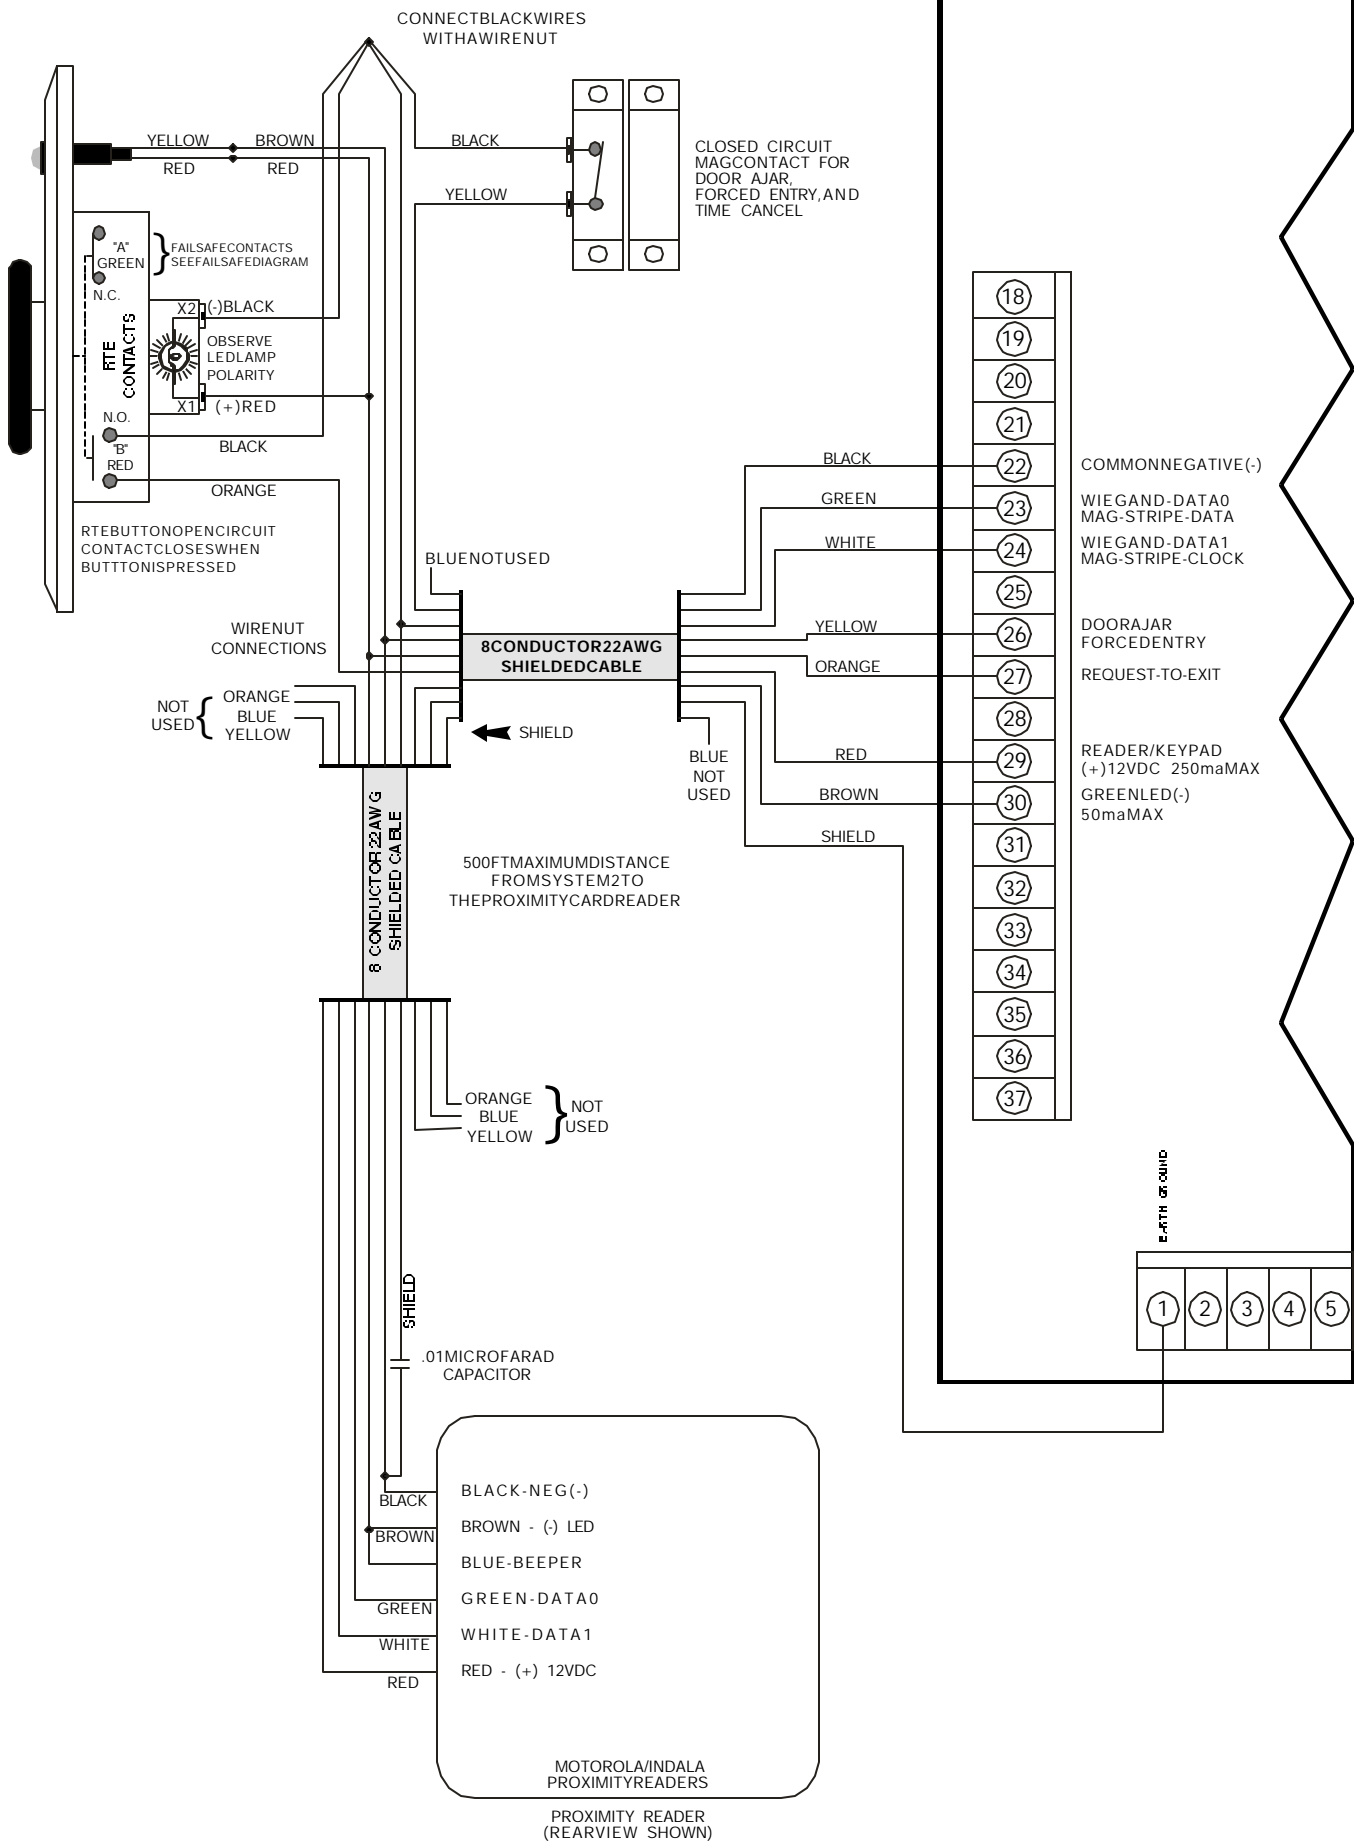 CONNECTBLACKWIRES
WITHAWIRENUT
YELLOW
BROWN
RED
RED
BLACK
YELLOW
CLOSED CIRCUIT
MAGCONTACT FOR
DOOR AJAR,
FORCED ENTRY,AND
TIME CANCEL
"A"
GREEN
N.C.
FAILSAFECONTACTS
SEEFAILSAFEDIAGRAM
X2
(-)BLACK
RTE
CONTACTS
OBSERVE
LEDLAMP
POLARITY
X1
(+)RED
N.O.
"B"
RED
BLACK
ORANGE
RTEBUTTONOPENCIRCUIT
CONTACTCLOSESWHEN
BUTTTONISPRESSED
BLUENOTUSED
WIRENUT
CONNECTIONS
8CONDUCTOR22AWG
SHIELDEDCABLE
NOT
USED
ORANGE
BLUE
YELLOW
SHIELD
BLACK
GREEN
WHITE
YELLOW
ORANGE
BLUE
NOT
USED
RED
BROWN
SHIELD
18
19
20
21
22
23
24
25
26
27
28
29
30
31
32
33
34
35
36
37
COMMONNEGATIVE(-)
WIEGAND-DATA0
MAG-STRIPE-DATA
WIEGAND-DATA1
MAG-STRIPE-CLOCK
DOORAJAR
FORCEDENTRY
REQUEST-TO-EXIT
READER/KEYPAD
(+)12VDC 250maMAX
GREENLED(-)
50maMAX
8 CONDUCTOR 22 AWG
SHIELDED CABLE
500FTMAXIMUMDISTANCE
FROMSYSTEM2TO
THEPROXIMITYCARDREADER
ORANGE
BLUE
YELLOW
NOT
USED
EARTH GROUND
1
2
3
4
5
SHIELD
.01MICROFARAD
CAPACITOR
BLACK
BROWN
GREEN
WHITE
RED
BLACK-NEG(-)
BROWN - (-) LED
BLUE-BEEPER
GREEN-DATA0
WHITE-DATA1
RED - (+) 12VDC
MOTOROLA/INDALA
PROXIMITYREADERS
PROXIMITY READER
(REARVIEW SHOWN)